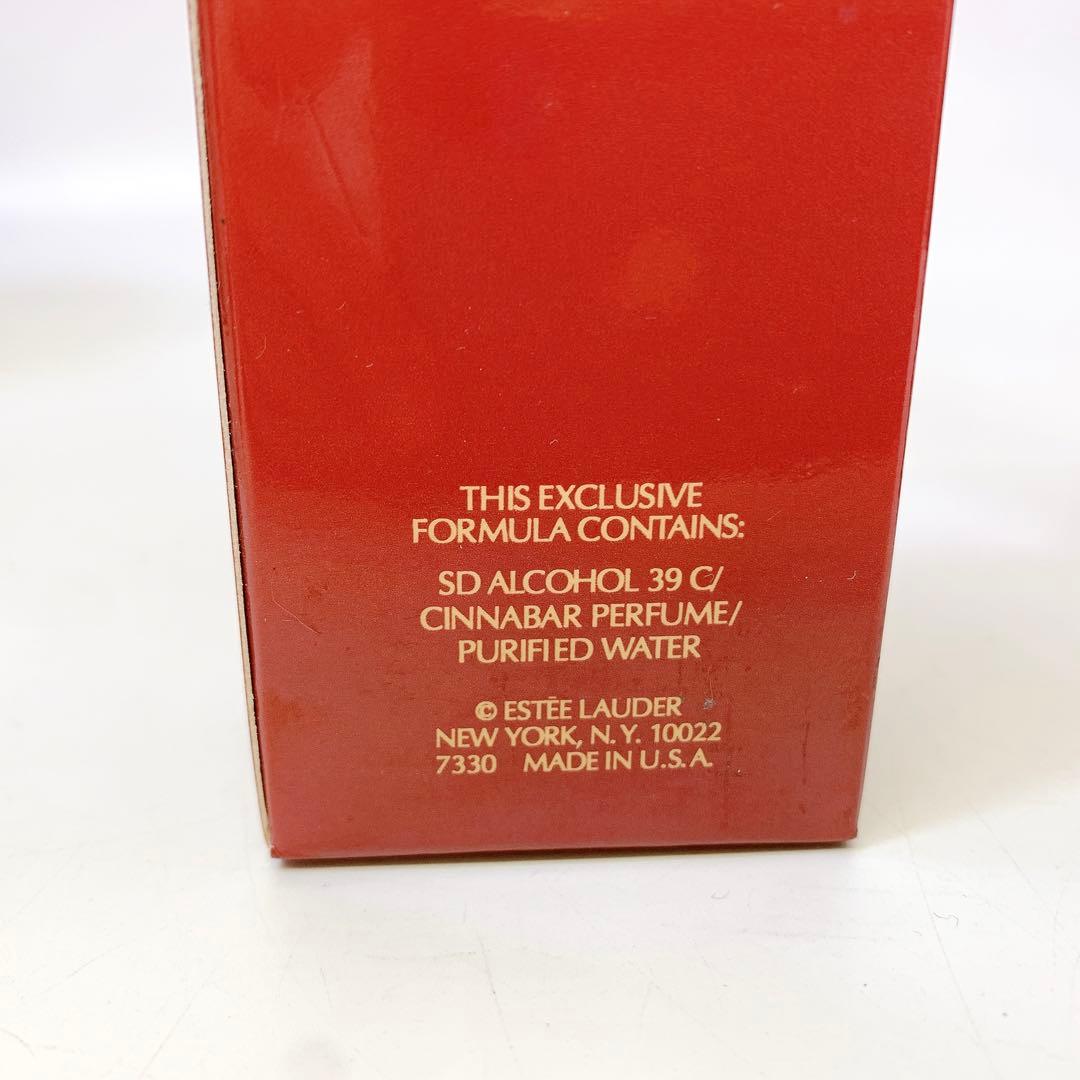 THIS EXCLUSIVE
FORMULA CONTAINS:
SD ALCOHOL 39 C/
CINNABAR PERFUME/
PURIFIED WATER
© ESTĒE LAUDER
NEW YORK, N.Y. 10022
7330 MADE IN U.S.A.